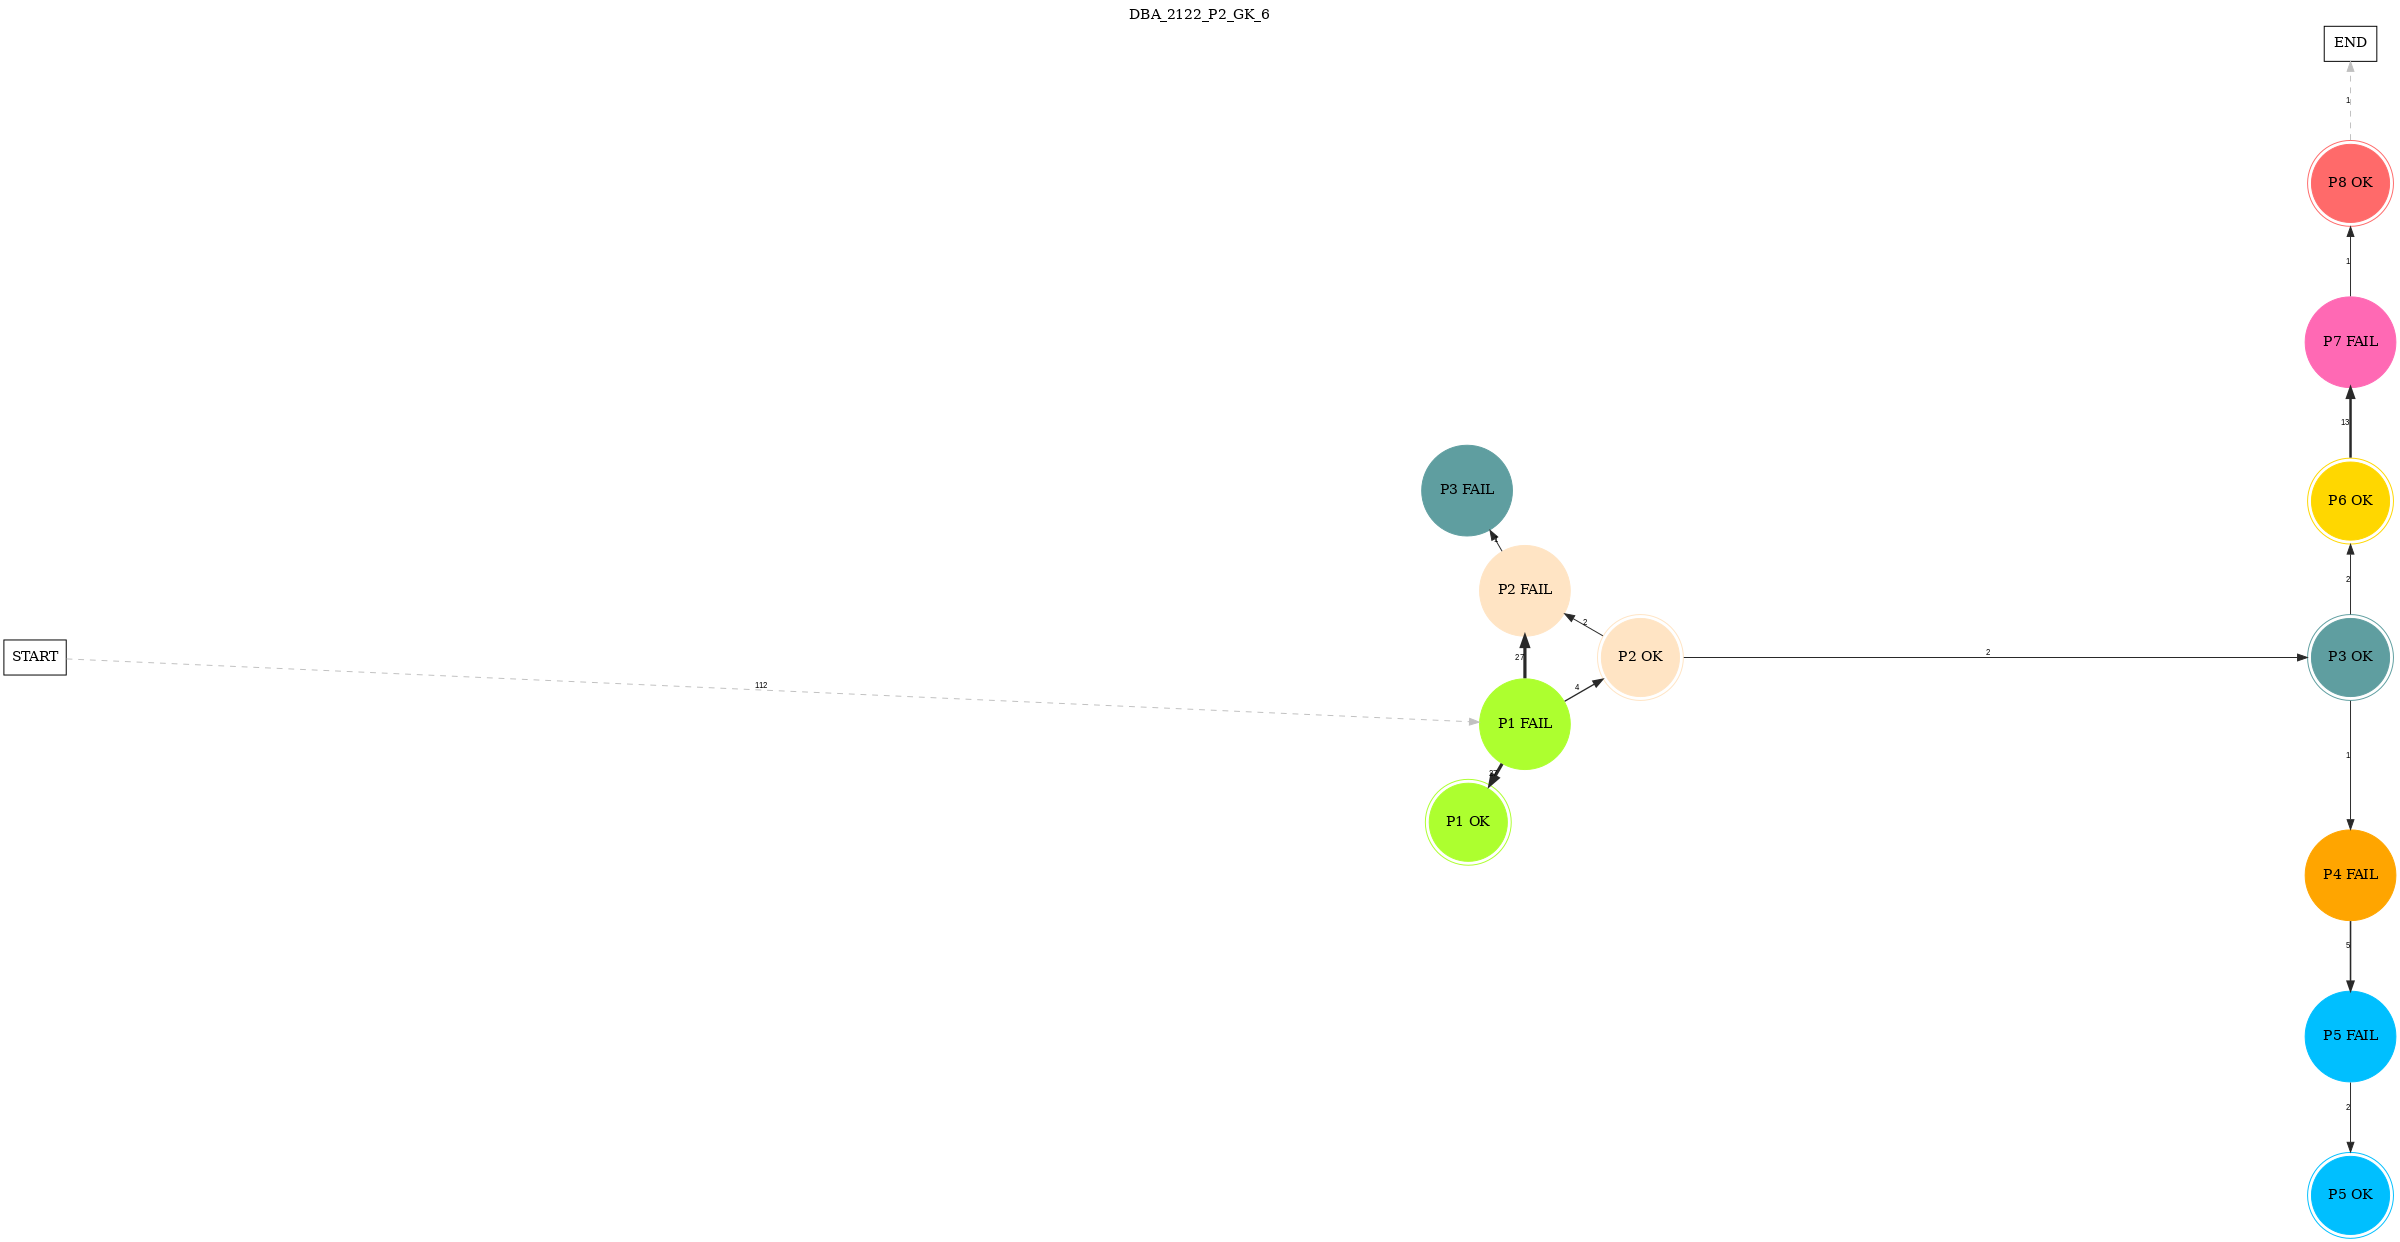 DBA_2122_P2_GK_6
END
1
P8 OK
1
P7 FAIL
13
P3 FAIL
P6 OK
2
P2 FAIL
2
START
27
P2 OK
2
P3 OK
112
4
P1 FAIL
1
P1 OK
P4 FAIL
5
P5 FAIL
2
P5 OK